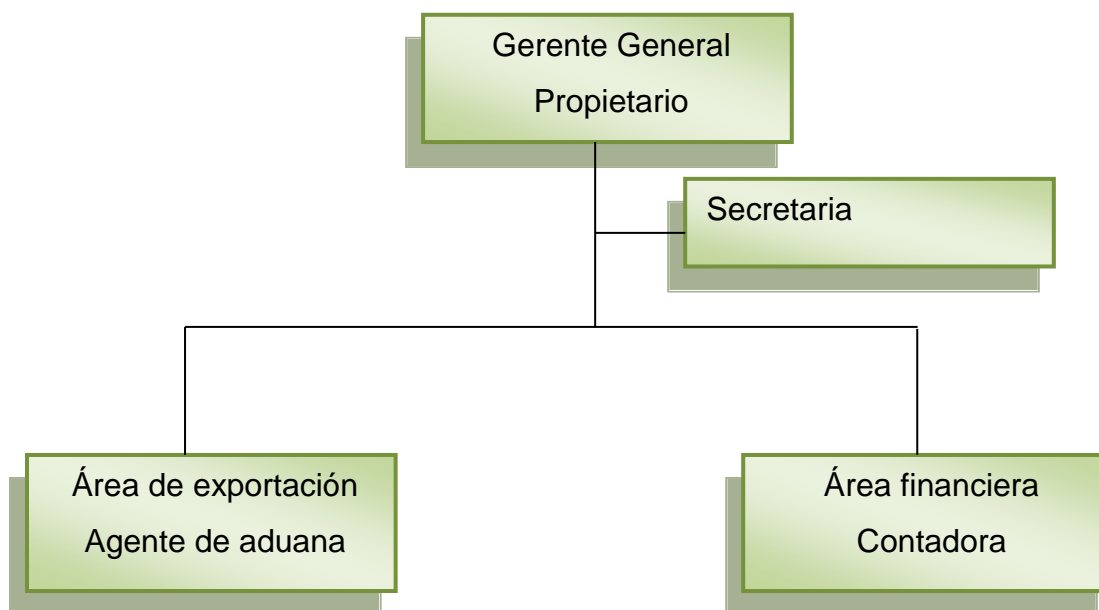 Gerente General
Propietario
Secretaria
Área de exportación
Agente de aduana
Área financiera
Contadora